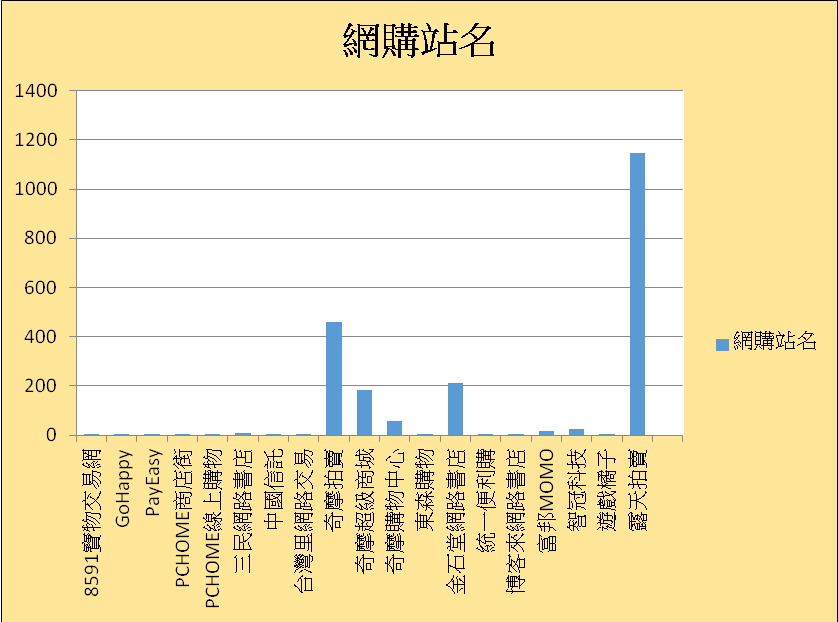 網購站名
1400
1200
1000
800
600
400
200
0
網購站名
8591寶物交易網
GoHappy
PayEasy
PCHOME商店街
PCHOME線上購物
三民網路書店
中國信託
台灣里網路交易
奇摩拍賣
奇摩超級商城
奇摩購物中心
東森購物
金石堂網路書店
統一便利購
博客來網路書店
富邦MOMO
智冠科技
遊戲橘子
露天拍賣